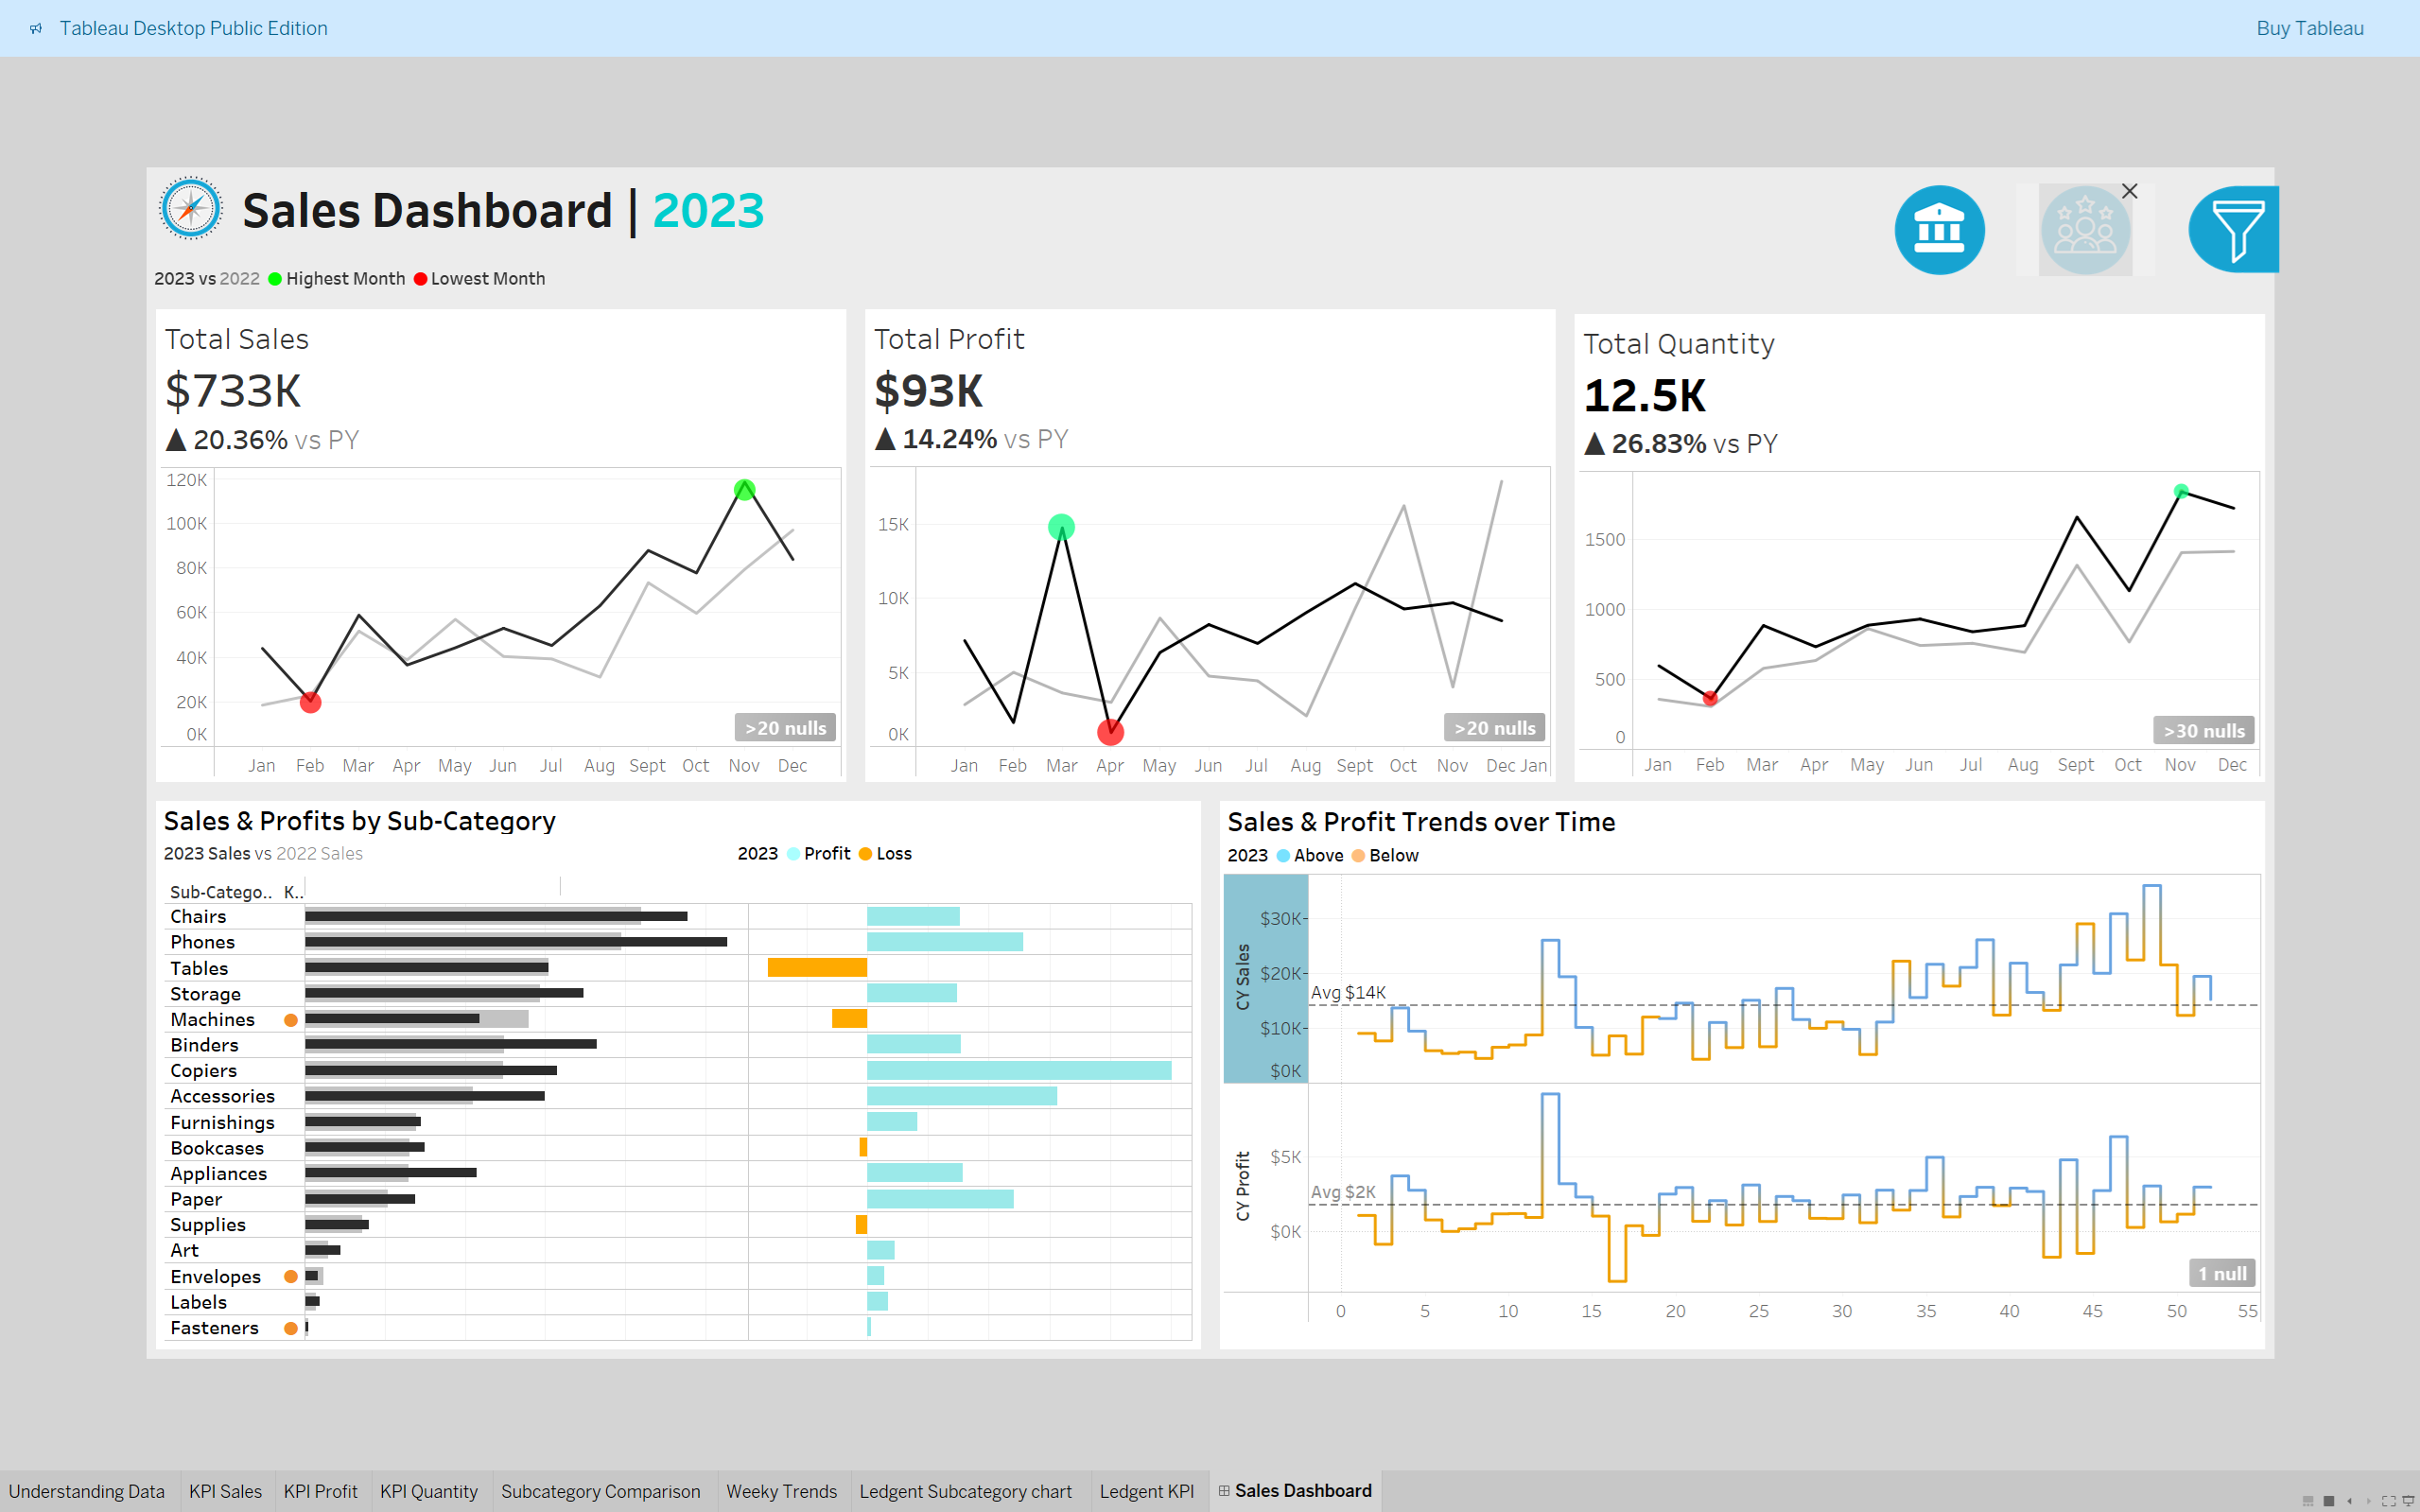 Tableau Desktop Public Edition
Buy Tableau
Sales Dashboard | 2023
2023 vs 2022 Highest Month Lowest Month
Total Sales
$733K
▲ 20.36% vs PY
120K
100K
80K
60K
40K
20K
0K
>20 nulls
Jan Feb Mar Apr May Jun Jul Aug Sept Oct Nov Dec
Total Profit
$93K
▲ 14.24% vs PY
15K
10K
5K
0K
>20 nulls
Jan Feb Mar Apr May Jun Jul Aug Sept Oct Nov Dec Jan
Total Quantity
12.5K
▲ 26.83% vs PY
1500
1000
500
0
>30 nulls
Jan Feb Mar Apr May Jun Jul Aug Sept Oct Nov Dec
Sales & Profits by Sub-Category
2023 Sales vs 2022 Sales
2023 Profit Loss
Sub-Catego.. K..
Chairs
Phones
Tables
Storage
Machines
Binders
Copiers
Accessories
Furnishings
Bookcases
Appliances
Paper
Supplies
Art
Envelopes
Labels
Fasteners
Sales & Profit Trends over Time
2023 Above Below
CY Sales
$30K
$20K
$10K
$0K
Avg $14K
CY Profit
$5K
$0K
Avg $2K
1 null
0 5 10 15 20 25 30 35 40 45 50 55
Understanding Data KPI Sales KPI Profit KPI Quantity Subcategory Comparison Weeky Trends Ledgent Subcategory chart Ledgent KPI Sales Dashboard